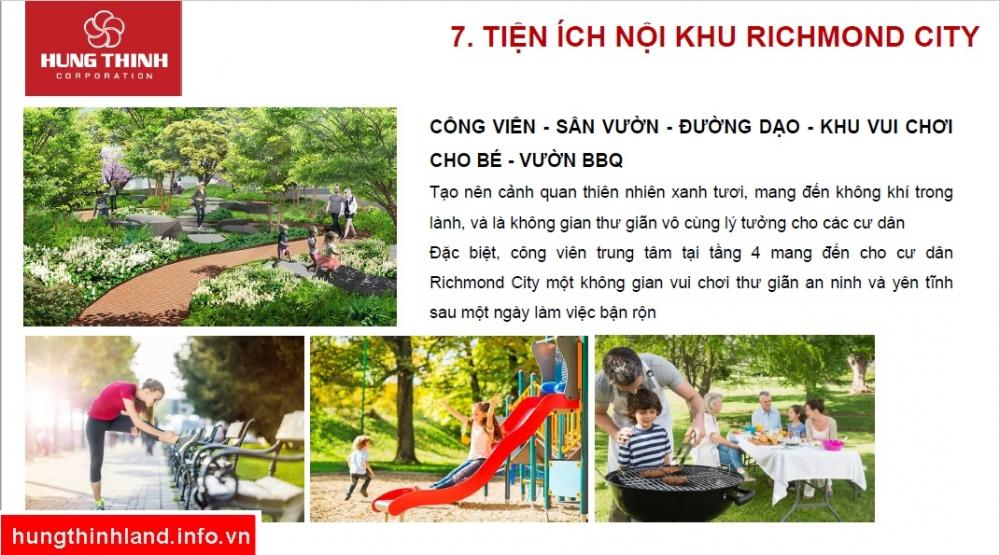 HUNG THINH
CORPORATION
7. TIỆN ÍCH NỘI KHU RICHMOND CITY
CÔNG VIÊN - SÂN VƯỜN - ĐƯỜNG DẠO - KHU VUI CHƠI
CHO BÉ - VƯỜN BBQ
Tạo nên cảnh quan thiên nhiên xanh tươi, mang đến không khí trong
lành, và là không gian thư giãn vô cùng lý tưởng cho các cư dân
Đặc biệt, công viên trung tâm tại tầng 4 mang đến cho cư dân
Richmond City một không gian vui chơi thư giãn an ninh và yên tĩnh
sau một ngày làm việc bận rộn
hungthinhland.info.vn